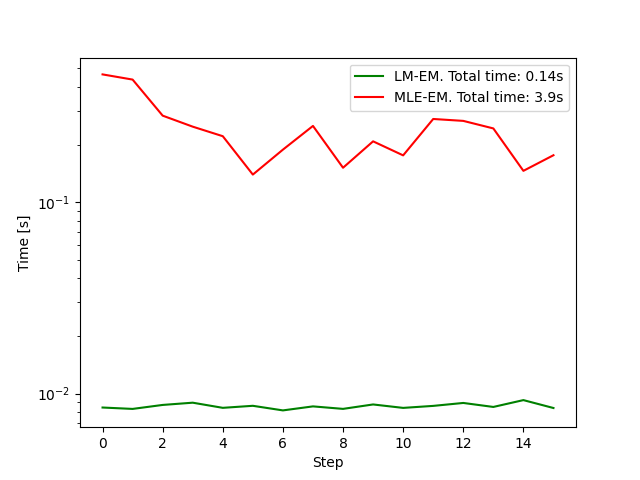 LM-EM. Total time: 0.14s
MLE-EM. Total time: 3.9s
10⁻¹
10⁻²
Time [s]
0 2 4 6 8 10 12 14
Step